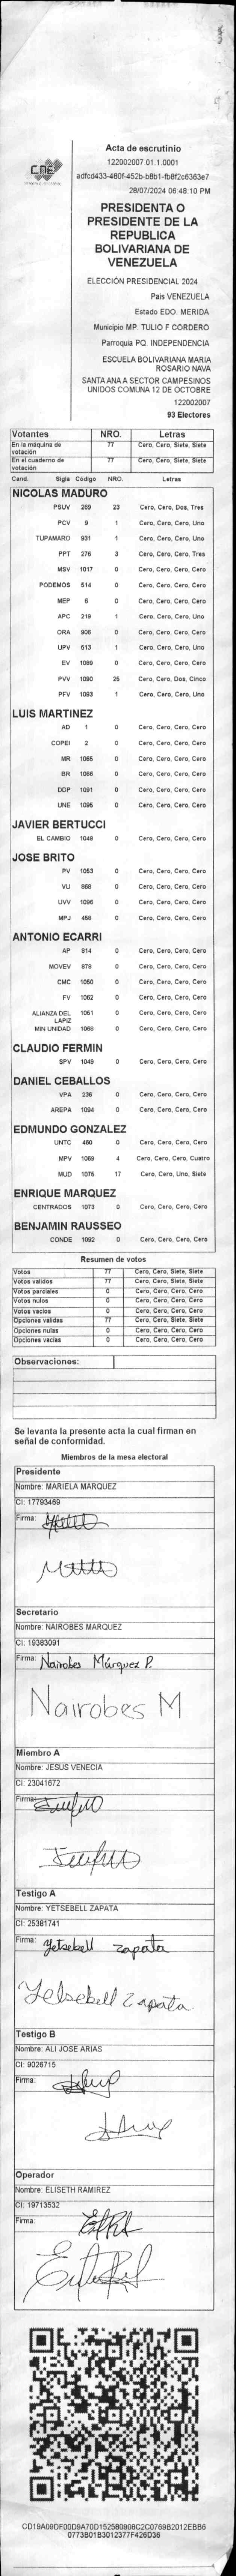 CNE
Acta de escrutinio
122002007.01.1.0001
adfcd433-480f-452b-b8b1-fb8f2c6363e7
28/07/2024 06:48:10 PM
PRESIDENTA O
PRESIDENTE DE LA
REPUBLICA
BOLIVARIANA DE
VENEZUELA
ELECCIÓN PRESIDENCIAL 2024
Pais VENEZUELA
Estado EDO. MERIDA
Municipio MP. TULIO F CORDERO
Parroquia PQ. INDEPENDENCIA
ESCUELA BOLIVARIANA MARIA
ROSARIO NAVA
SANTA ANA A SECTOR CAMPESINOS
UNIDOS COMUNA 12 DE OCTUBRE
122002007
93 Electores
Votantes NRO. Letras
En la máquina de votación 77 Cero, Cero, Siete, Siete
En el cuaderno de votación 77 Cero, Cero, Siete, Siete
Cand. Sigla Código NRO. Letras
NICOLAS MADURO
PSUV 269 23 Cero, Cero, Dos, Tres
PCV 9 1 Cero, Cero, Cero, Uno
TUPAMARO 931 1 Cero, Cero, Cero, Uno
PPT 276 3 Cero, Cero, Cero, Tres
MSV 1017 0 Cero, Cero, Cero, Cero
PODEMOS 514 0 Cero, Cero, Cero, Cero
MEP 6 0 Cero, Cero, Cero, Cero
APC 219 1 Cero, Cero, Cero, Uno
ORA 906 0 Cero, Cero, Cero, Cero
UPV 513 1 Cero, Cero, Cero, Uno
EV 1089 0 Cero, Cero, Cero, Cero
PVV 1090 25 Cero, Cero, Dos, Cinco
PFV 1093 1 Cero, Cero, Cero, Uno
LUIS MARTINEZ
AD 1 0 Cero, Cero, Cero, Cero
COPEI 2 0 Cero, Cero, Cero, Cero
MR 1065 0 Cero, Cero, Cero, Cero
BR 1066 0 Cero, Cero, Cero, Cero
DDP 1091 0 Cero, Cero, Cero, Cero
UNE 1095 0 Cero, Cero, Cero, Cero
JAVIER BERTUCCI
EL CAMBIO 1048 0 Cero, Cero, Cero, Cero
JOSE BRITO
PV 1053 0 Cero, Cero, Cero, Cero
VU 868 0 Cero, Cero, Cero, Cero
UVV 1096 0 Cero, Cero, Cero, Cero
MPJ 458 0 Cero, Cero, Cero, Cero
ANTONIO ECARRI
AP 814 0 Cero, Cero, Cero, Cero
MOVEV 878 0 Cero, Cero, Cero, Cero
CMC 1050 0 Cero, Cero, Cero, Cero
FV 1062 0 Cero, Cero, Cero, Cero
ALIANZA DEL LAPIZ 1051 0 Cero, Cero, Cero, Cero
MIN UNIDAD 1068 0 Cero, Cero, Cero, Cero
CLAUDIO FERMIN
SPV 1049 0 Cero, Cero, Cero, Cero
DANIEL CEBALLOS
VPA 236 0 Cero, Cero, Cero, Cero
AREPA 1094 0 Cero, Cero, Cero, Cero
EDMUNDO GONZALEZ
UNTC 460 0 Cero, Cero, Cero, Cero
MPV 1069 4 Cero, Cero, Cero, Cuatro
MUD 1075 17 Cero, Cero, Uno, Siete
ENRIQUE MARQUEZ
CENTRADOS 1073 0 Cero, Cero, Cero, Cero
BENJAMIN RAUSSEO
CONDE 1092 0 Cero, Cero, Cero, Cero
Resumen de votos
Votos 77 Cero, Cero, Siete, Siete
Votos validos 77 Cero, Cero, Siete, Siete
Votos parciales 0 Cero, Cero, Cero, Cero
Votos nulos 0 Cero, Cero, Cero, Cero
Votos vacios 0 Cero, Cero, Cero, Cero
Opciones validas 77 Cero, Cero, Siete, Siete
Opciones nulas 0 Cero, Cero, Cero, Cero
Opciones vacias 0 Cero, Cero, Cero, Cero
Observaciones:
Se levanta la presente acta la cual firman en
señal de conformidad.
Miembros de la mesa electoral
Presidente
Nombre: MARIELA MARQUEZ
CI: 17793469
Firma:
Secretario
Nombre: NAIROBES MARQUEZ
CI: 19383091
Firma: Nairobes Márquez P.
Nairobes M
Miembro A
Nombre: JESUS VENECIA
CI: 23041672
Firma:
Testigo A
Nombre: YETSEBELL ZAPATA
CI: 25381741
Firma: Yetsebell zapata
Yetsebell Zapata
Testigo B
Nombre: ALI JOSE ARIAS
CI: 9026715
Firma:
Operador
Nombre: ELISETH RAMIREZ
CI: 19713532
Firma:
CD19A09DF00D9A70D152580908C2C0769B2012EBB6
0773B01B3012377F426D36